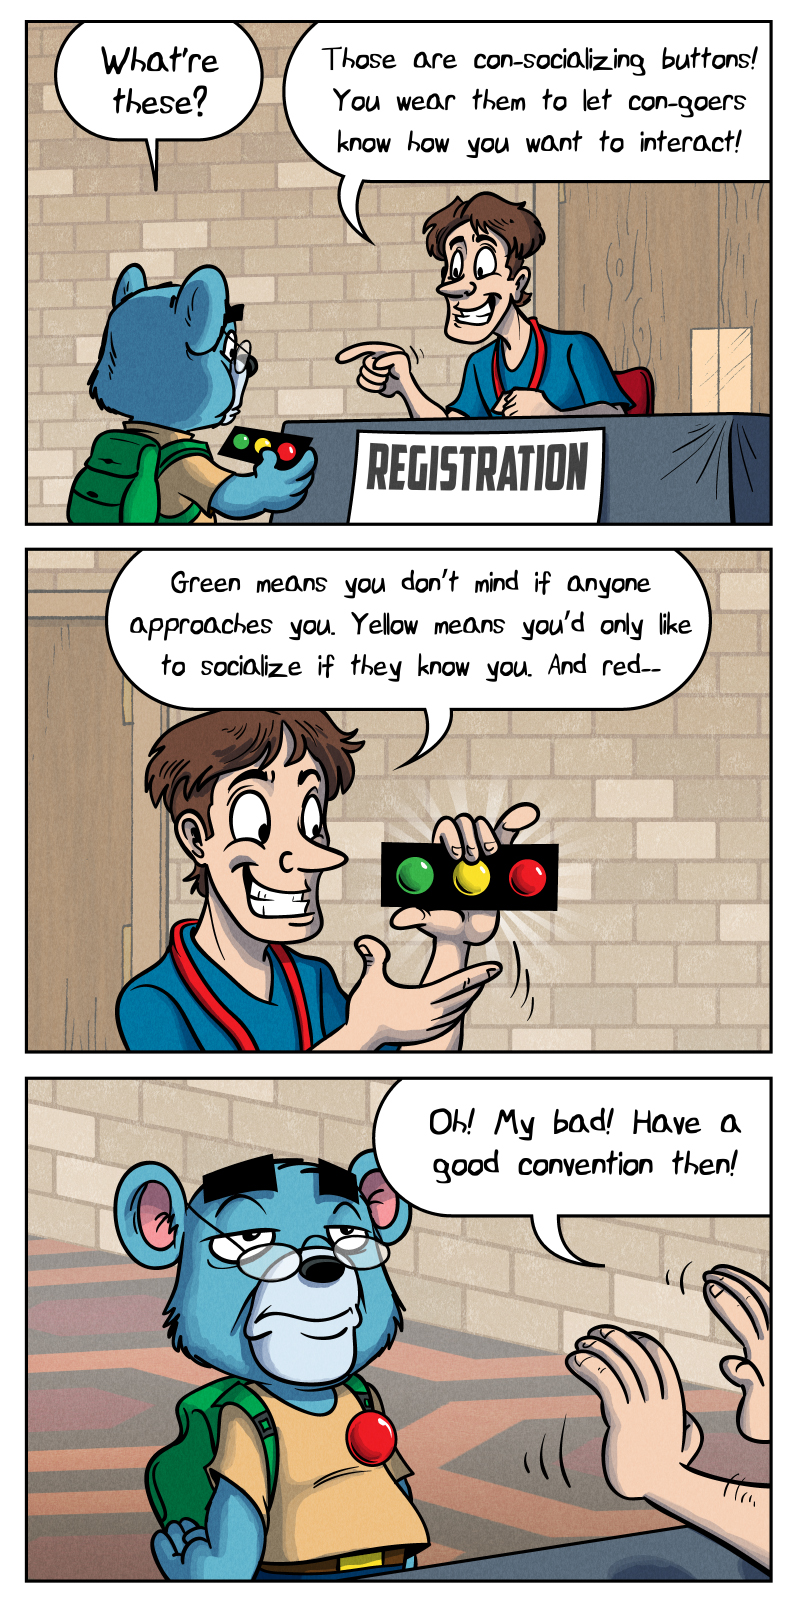 What're
these?
Those are con-socializing buttons!
You wear them to let con-goers
know how you want to interact!
REGISTRATION
Green means you don't mind if anyone
approaches you. Yellow means you'd only like
to socialize if they know you. And red--
Oh! My bad! Have a
good convention then!